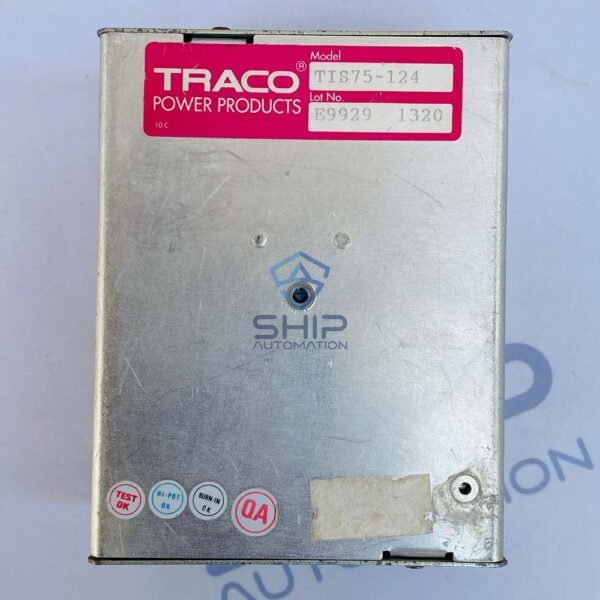 Model
TRACO®
TIS75-124
POWER PRODUCTS
Lot No.
E9929 1320
10 C
SHIP
AUTOMATION
TEST
OK
HI-POT
OK
BURN-IN
OK
QA